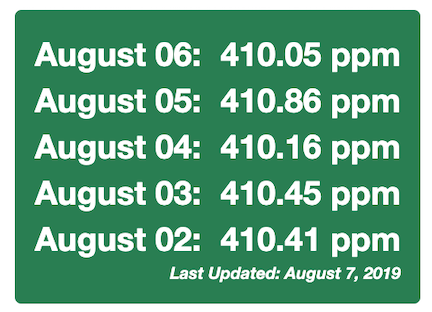 August 06: 410.05 ppm
August 05: 410.86 ppm
August 04: 410.16 ppm
August 03: 410.45 ppm
August 02: 410.41 ppm
Last Updated: August 7, 2019